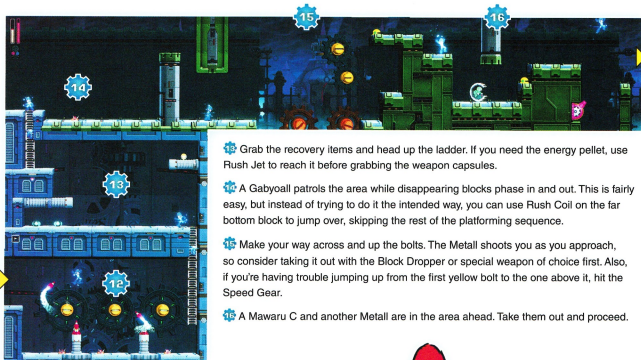 15
16
14
13
12
13 Grab the recovery items and head up the ladder. If you need the energy pellet, use
Rush Jet to reach it before grabbing the weapon capsules.
14 A Gabyoall patrols the area while disappearing blocks phase in and out. This is fairly
easy, but instead of trying to do it the intended way, you can use Rush Coil on the far
bottom block to jump over, skipping the rest of the platforming sequence.
15 Make your way across and up the bolts. The Metall shoots you as you approach,
so consider taking it out with the Block Dropper or special weapon of choice first. Also,
if you're having trouble jumping up from the first yellow bolt to the one above it, hit the
Speed Gear.
16 A Mawaru C and another Metall are in the area ahead. Take them out and proceed.